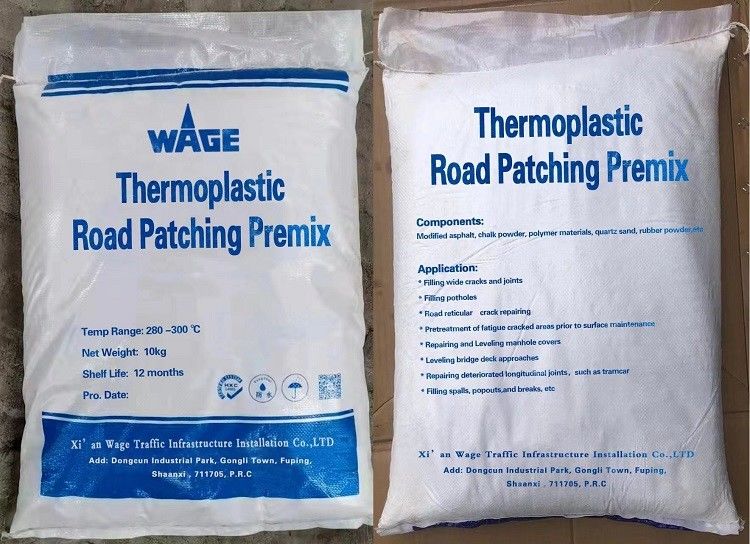 WAGE
Thermoplastic
Road Patching Premix
Temp Range: 280 –300 ℃
Net Weight: 10kg
Shelf Life: 12 months
Pro. Date:
HXC
防水
Xi’ an Wage Traffic Infrastructure Installation Co.,LTD
Add: Dongcun Industrial Park, Gongli Town, Fuping,
Shaanxi , 711705, P.R.C
Thermoplastic
Road Patching Premix
Components:
Modified asphalt, chalk powder, polymer materials, quartz sand, rubber powder,etc
Application:
* Filling wide cracks and joints
* Filling potholes
* Road reticular crack repairing
* Pretreatment of fatigue cracked areas prior to surface maintenance
* Repairing and Leveling manhole covers
* Leveling bridge deck approaches
* Repairing deteriorated longitudinal joints, such as tramcar
* Filling spalls, popouts,and breaks, etc
Xi’ an Wage Traffic Infrastructure Installation Co.,LTD
Add: Dongcun Industrial Park, Gongli Town, Fuping,
Shaanxi , 711705, P.R.C